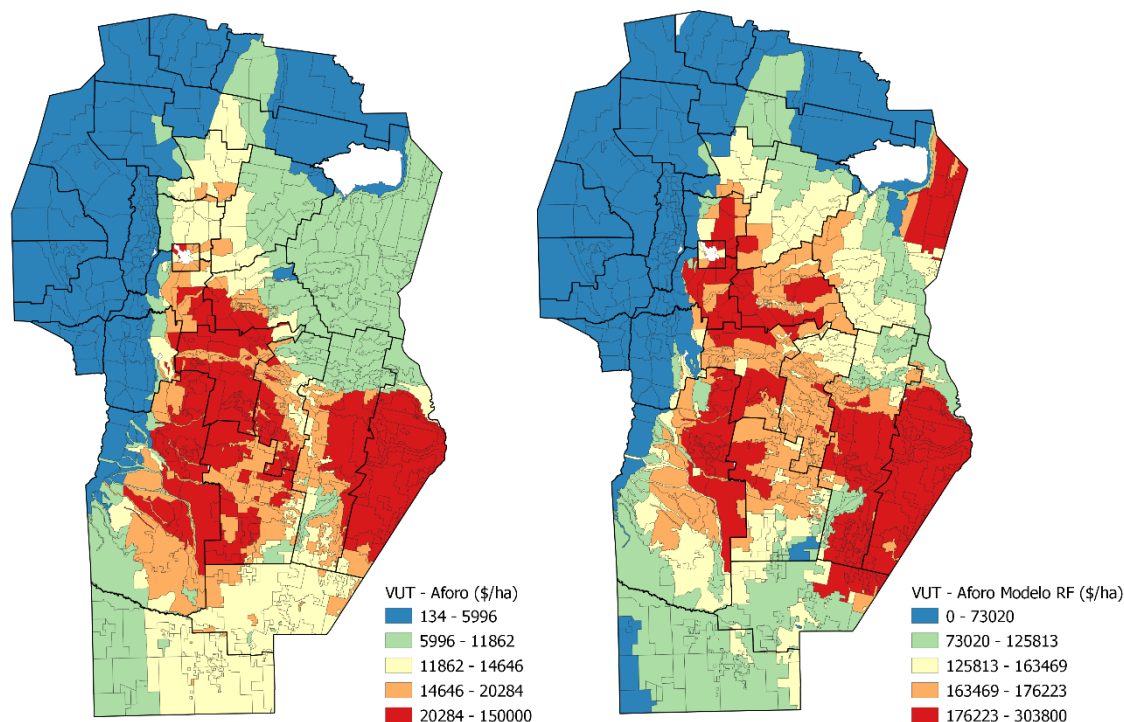 VUT - Aforo ($/ha)
134 - 5996
5996 - 11862
11862 - 14646
14646 - 20284
20284 - 150000
VUT - Aforo Modelo RF ($/ha)
0 - 73020
73020 - 125813
125813 - 163469
163469 - 176223
176223 - 303800